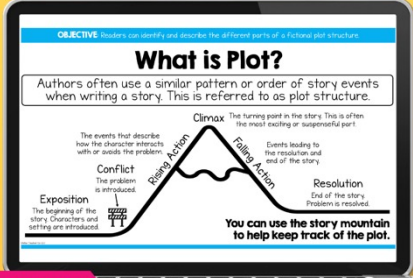 OBJECTIVE: Readers can identify and describe the different parts of a fictional plot structure.
What is Plot?
Authors often use a similar pattern or order of story events
when writing a story. This is referred to as plot structure.
Climax
The turning point in the story. This is often
the most exciting or suspenseful part.
The events that describe
how the character interacts
with or avoids the problem.
Rising Action
Falling Action
Events leading to
the resolution and
end of the story.
Conflict
The problem
is introduced.
Resolution
End of the story.
Problem is resolved.
Exposition
The beginning of the
story. Characters and
setting are introduced.
You can use the story mountain
to help keep track of the plot.